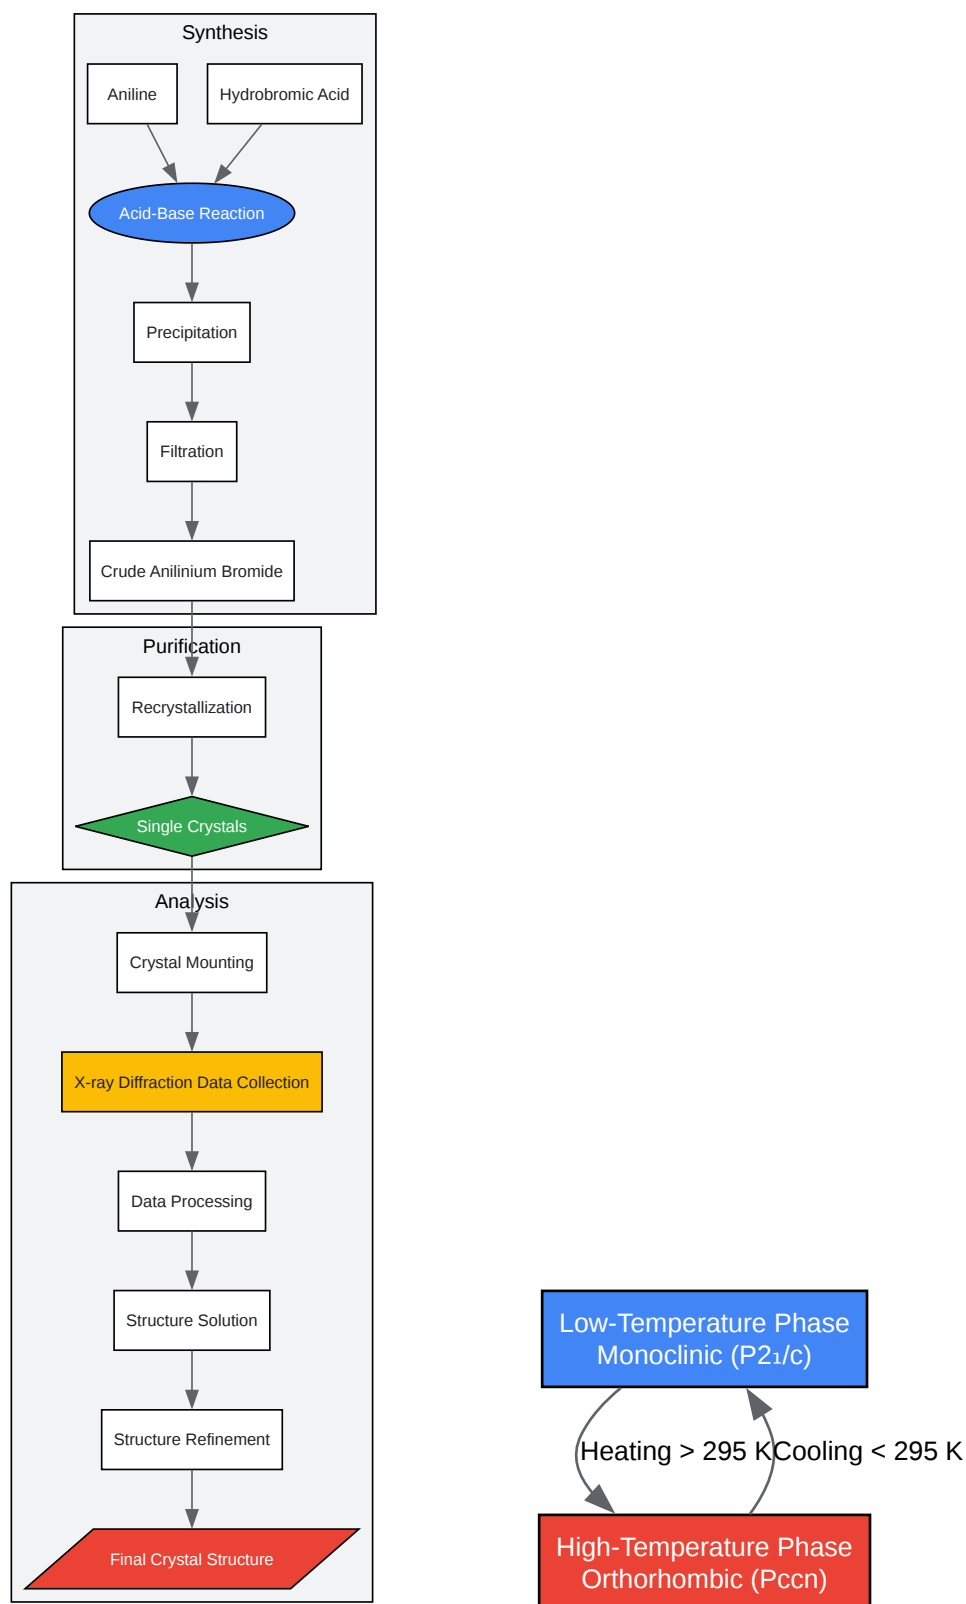 Synthesis
Aniline
Hydrobromic Acid
Acid-Base Reaction
Precipitation
Filtration
Crude Anilinium Bromide
Purification
Recrystallization
Single Crystals
Analysis
Crystal Mounting
X-ray Diffraction Data Collection
Data Processing
Structure Solution
Structure Refinement
Final Crystal Structure
Low-Temperature Phase
Monoclinic (P2₁/c)
Heating > 295 K
Cooling < 295 K
High-Temperature Phase
Orthorhombic (Pccn)